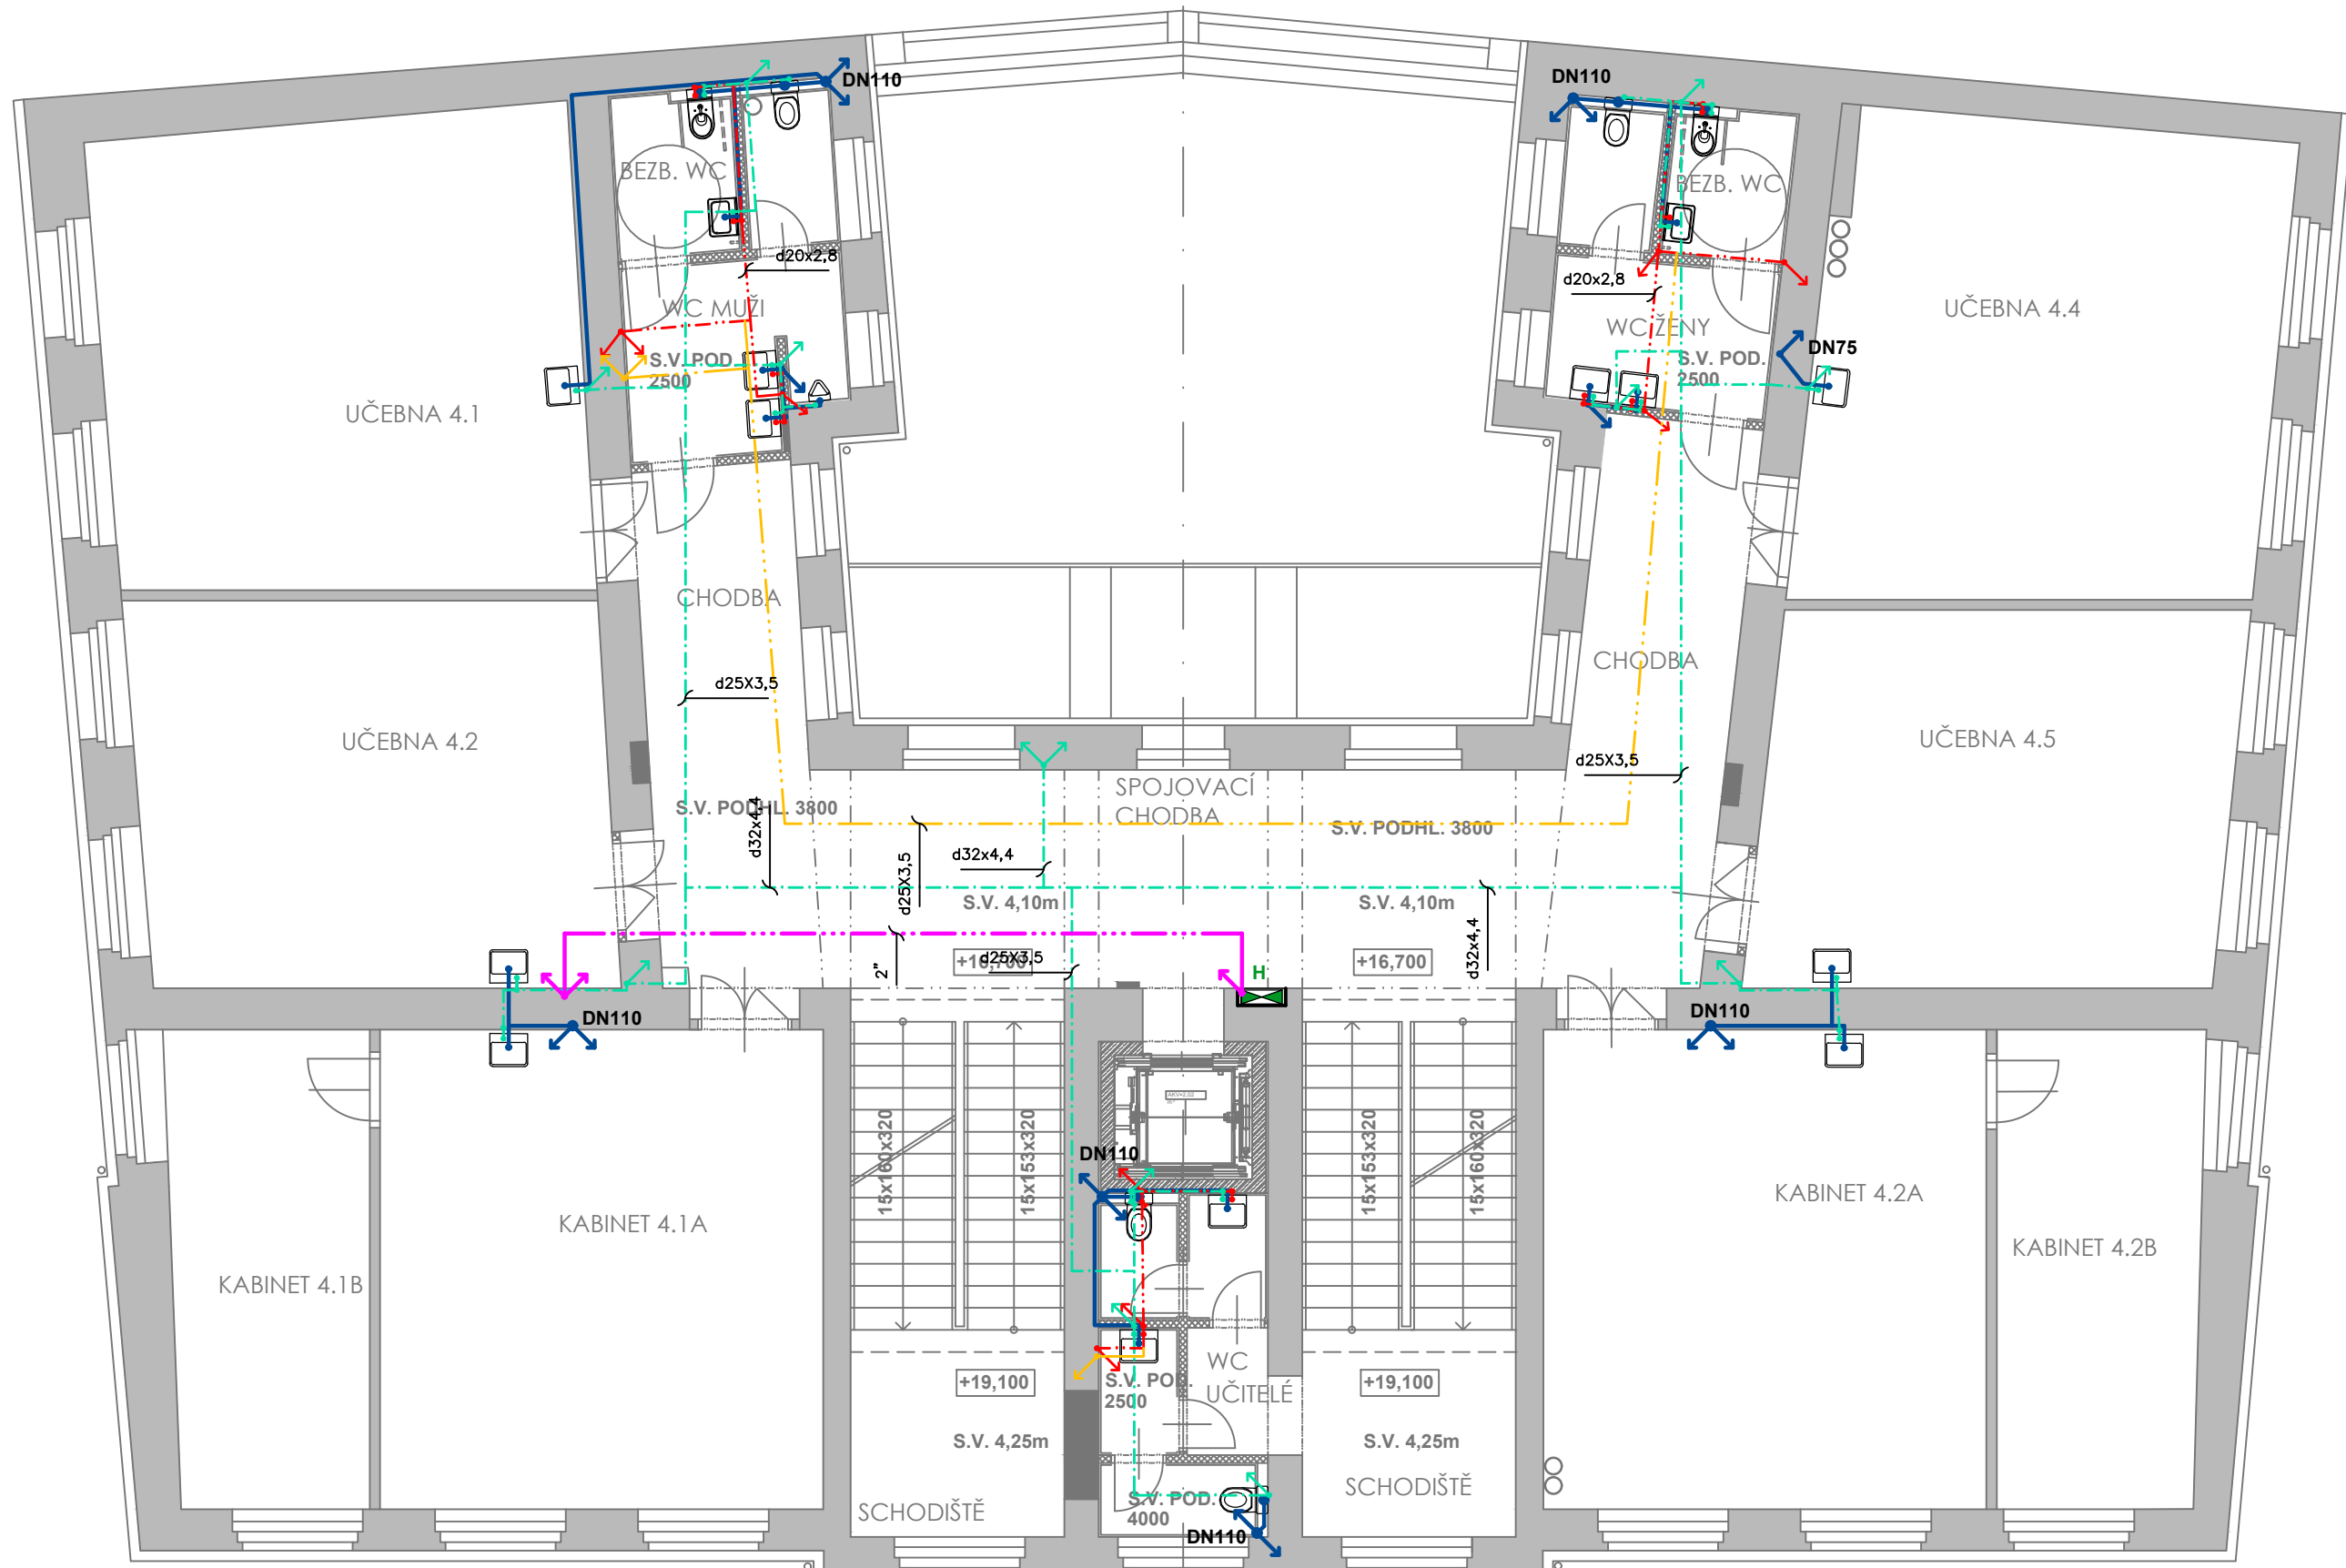 DN110
DN110
BEZB. WC
BEZB. WC
d20x2,8
d20x2,8
WC MUŽI
WC ŽENY
UČEBNA 4.4
S.V. POD.
2500
S.V. POD.
2500
DN75
UČEBNA 4.1
CHODBA
CHODBA
d25X3,5
UČEBNA 4.2
UČEBNA 4.5
d25X3,5
SPOJOVACÍ
CHODBA
S.V. PODHL. 3800
S.V. PODHL. 3800
d32x4,4
d25X3,5
d32x4,4
S.V. 4,10m
S.V. 4,10m
d32x4,4
2”
+16,700
d25X3,5
+16,700
H
DN110
DN110
15x160x320
15x153x320
15x153x320
15x160x320
DN110
KABINET 4.1A
KABINET 4.2A
KABINET 4.1B
KABINET 4.2B
WC
UČITELÉ
+19,100
S.V. POD.
2500
+19,100
S.V. 4,25m
S.V. 4,25m
SCHODIŠTĚ
SCHODIŠTĚ
S.V. POD.
4000
DN110